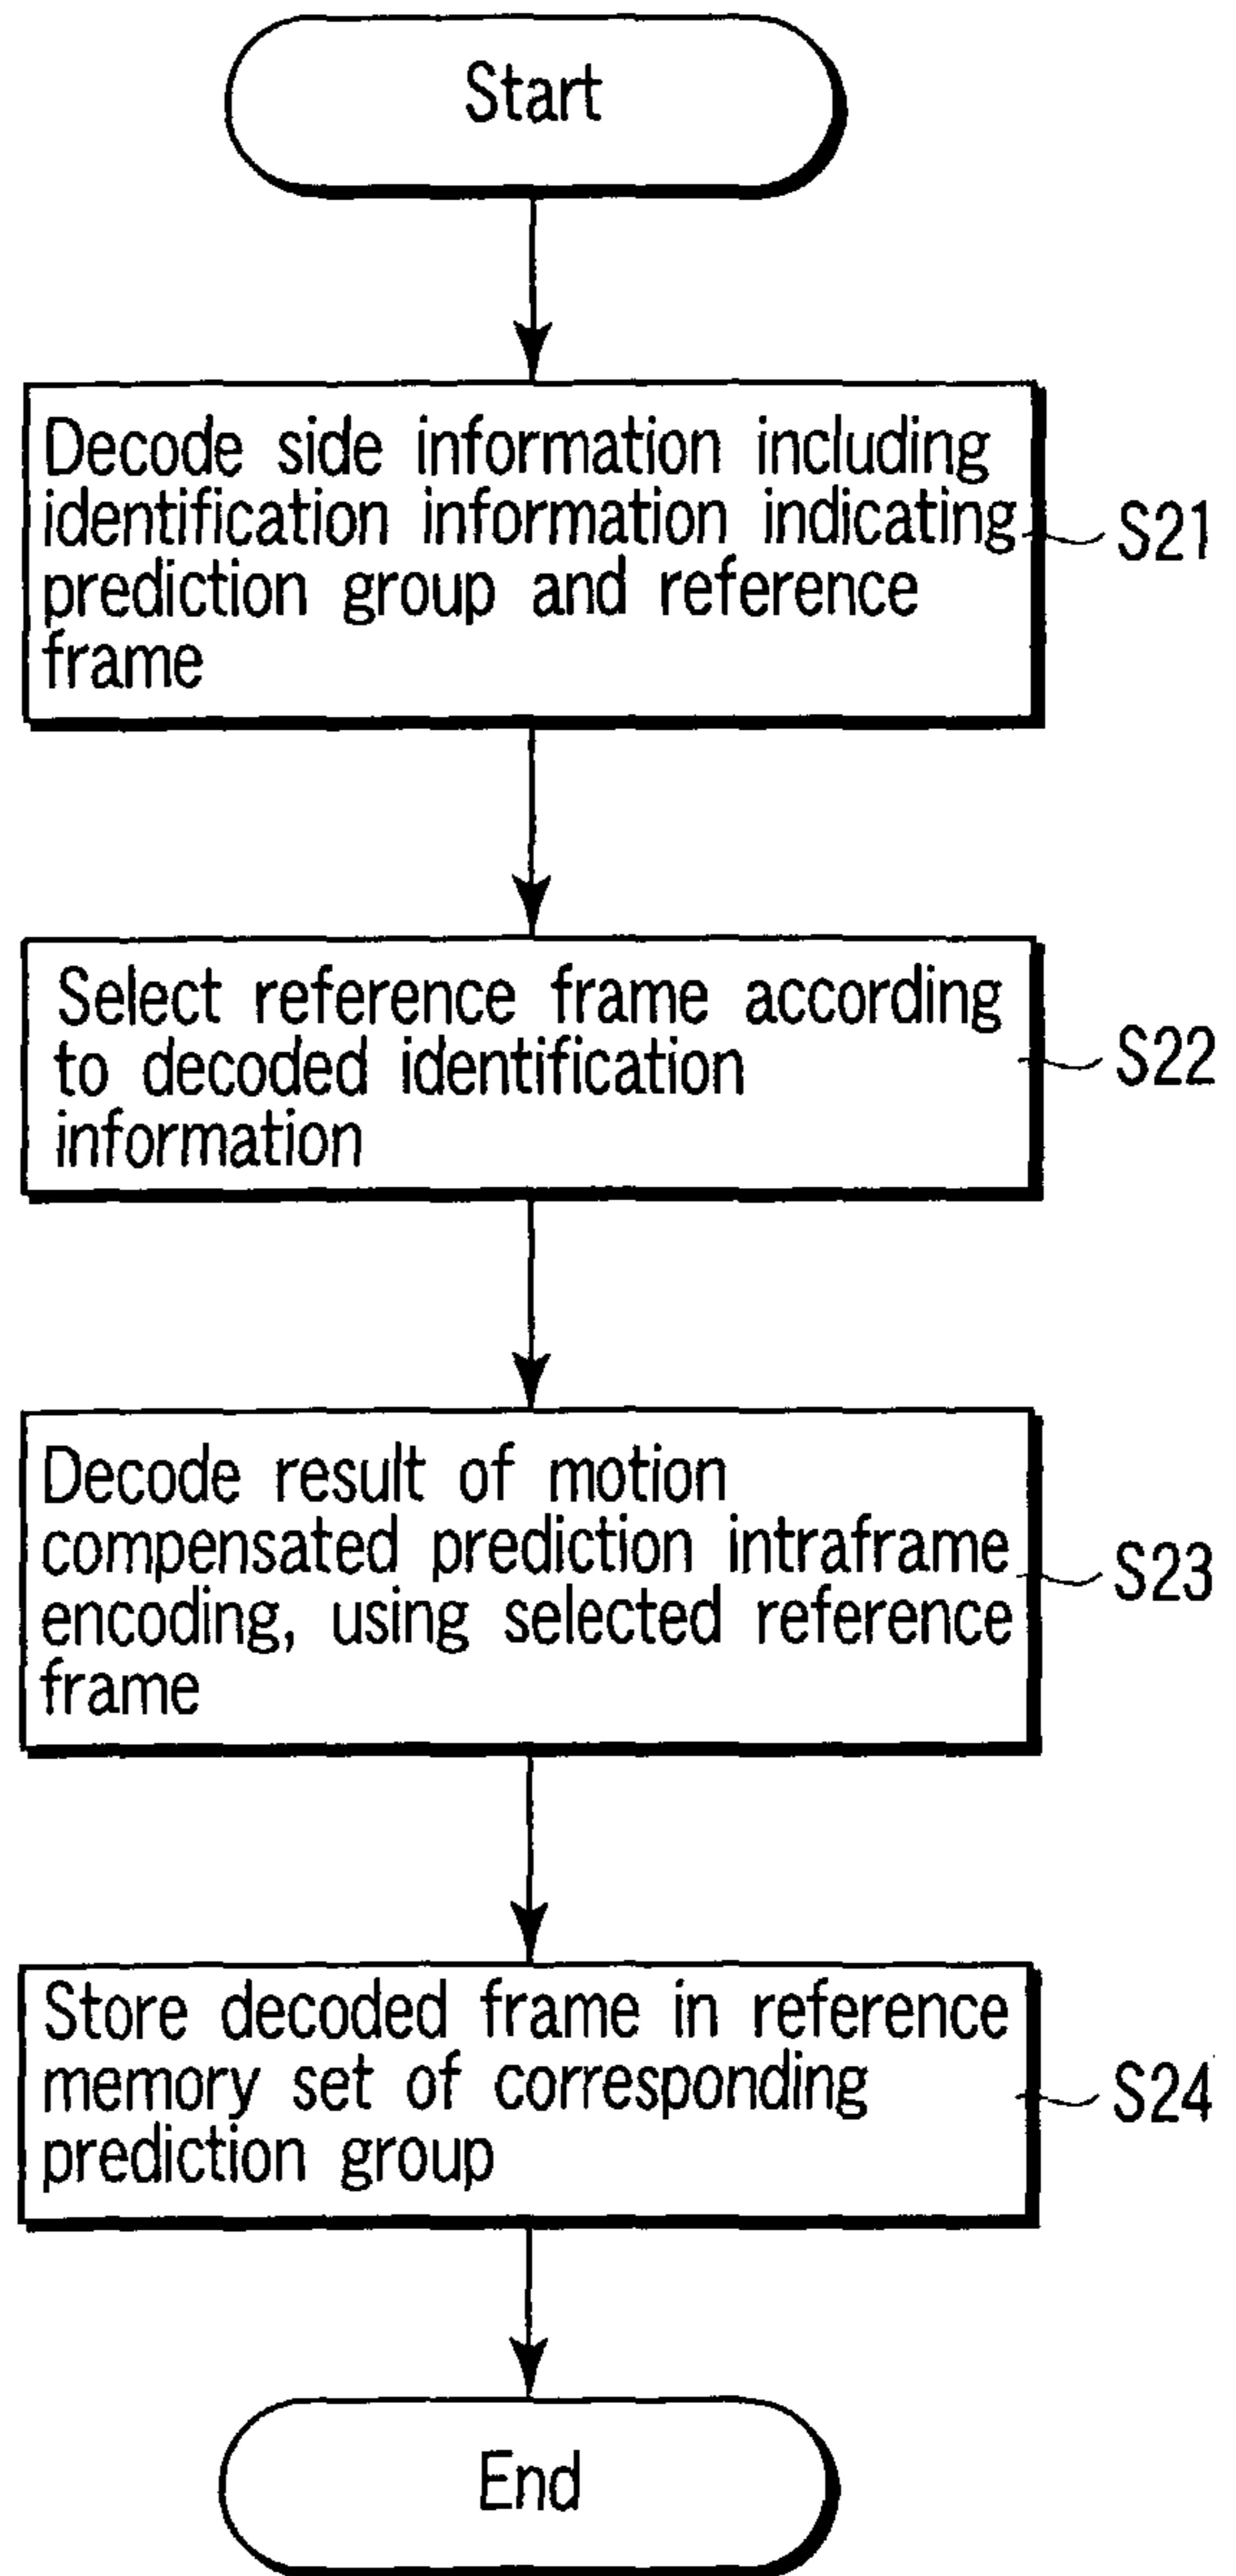 Start
Decode side information including
identification information indicating
prediction group and reference
frame
S21
Select reference frame according
to decoded identification
information
S22
Decode result of motion
compensated prediction intraframe
encoding, using selected reference
frame
S23
Store decoded frame in reference
memory set of corresponding
prediction group
S24
End